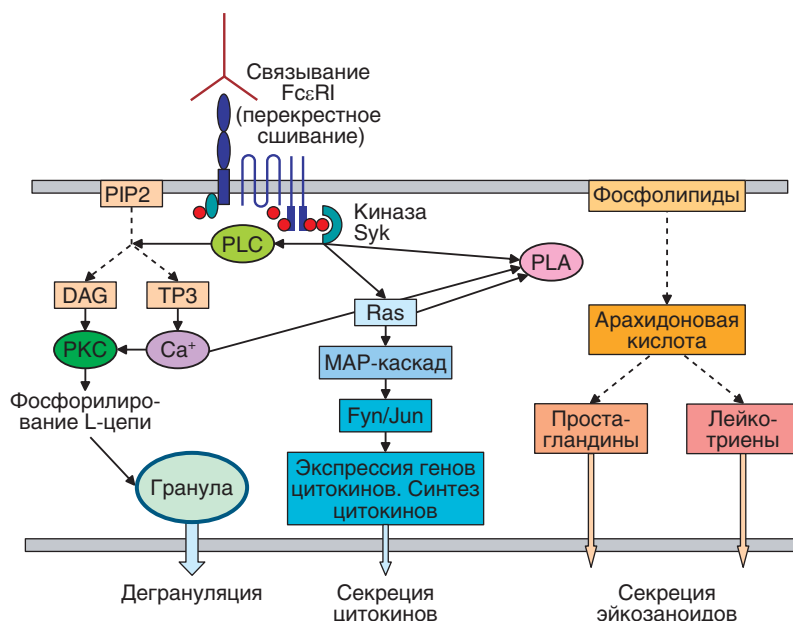 Связывание
FcεRI
(перекрестное
сшивание)
PIP2
Фосфолипиды
Киназа
Syk
PLC
PLA
DAG
TP3
Ras
Арахидоновая
кислота
PKC
Ca⁺
MAP-каскад
Фосфорилиро-
вание L-цепи
Fyn/Jun
Проста-
гландины
Лейко-
триены
Гранула
Экспрессия генов
цитокинов. Синтез
цитокинов
Дегрануляция
Секреция
цитокинов
Секреция
эйкозаноидов